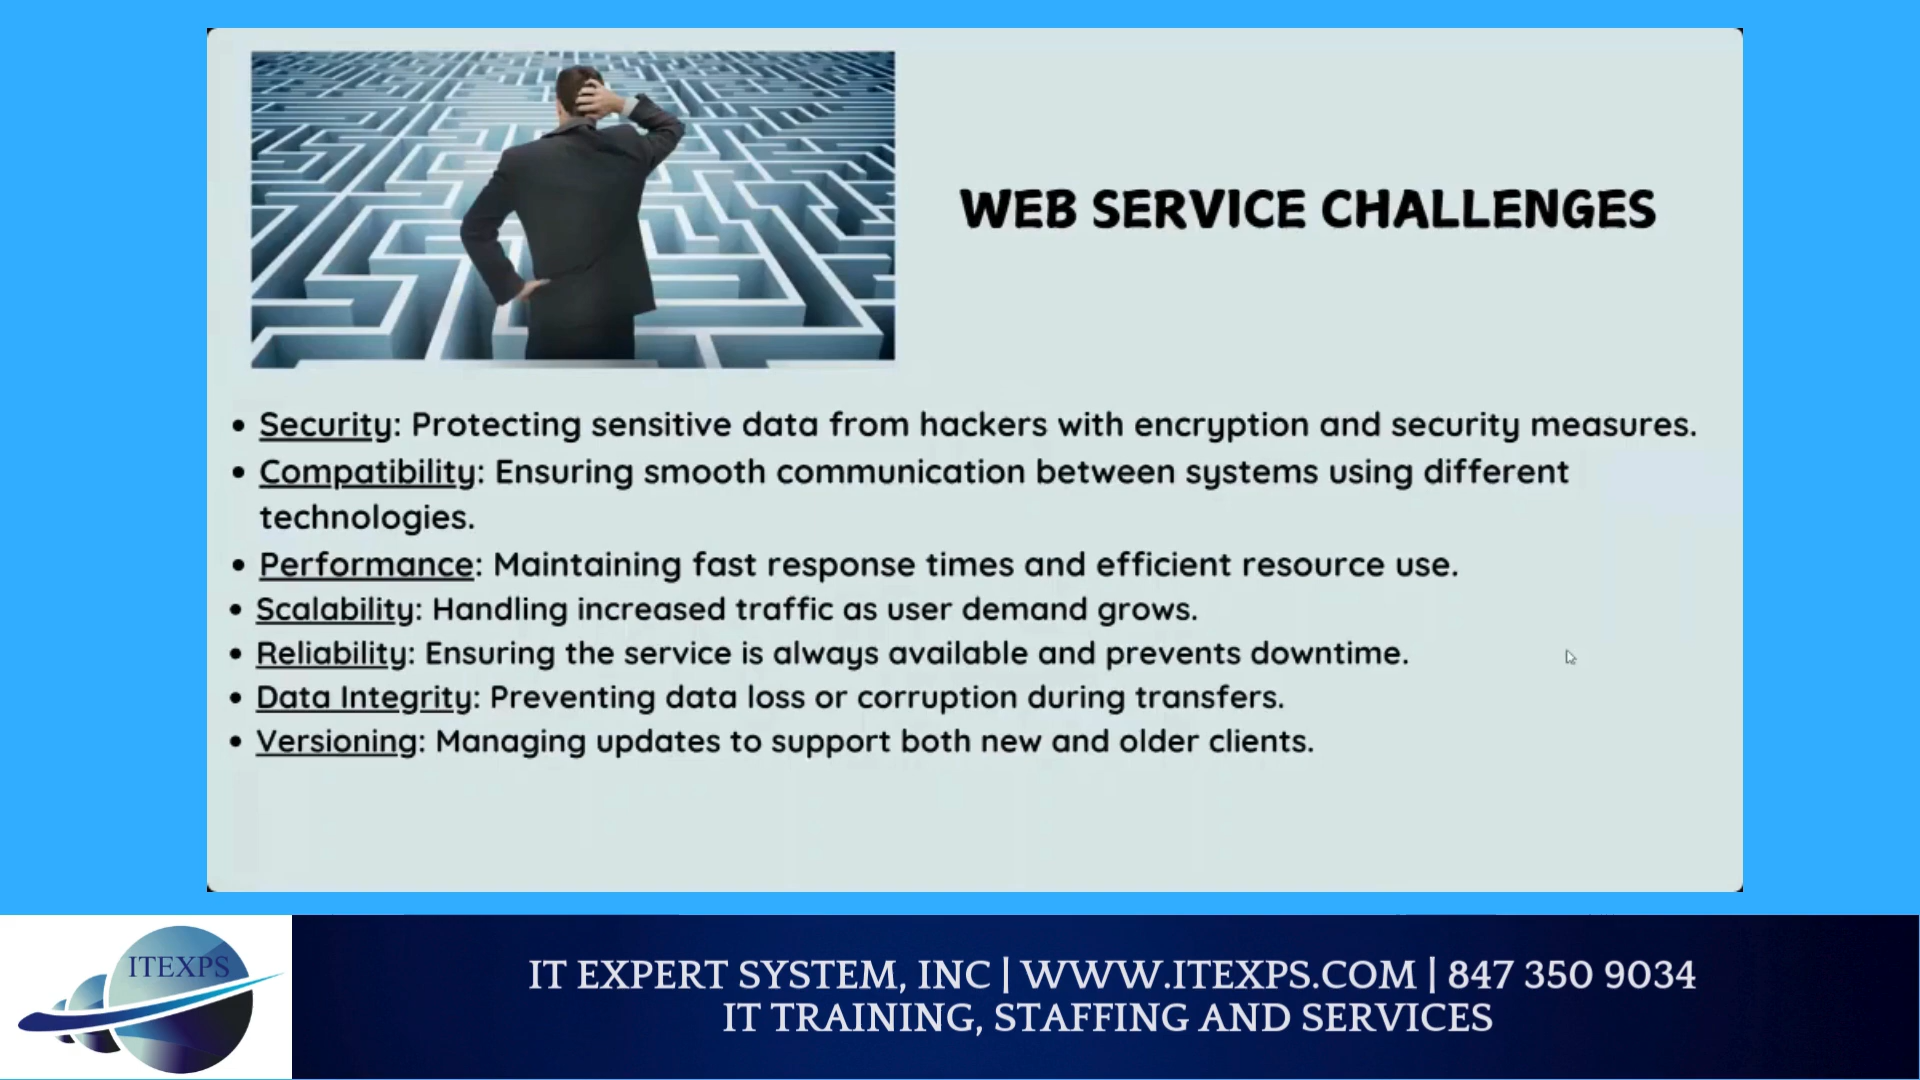 WEB SERVICE CHALLENGES
• Security: Protecting sensitive data from hackers with encryption and security measures.
• Compatibility: Ensuring smooth communication between systems using different
technologies.
• Performance: Maintaining fast response times and efficient resource use.
• Scalability: Handling increased traffic as user demand grows.
• Reliability: Ensuring the service is always available and prevents downtime.
• Data Integrity: Preventing data loss or corruption during transfers.
• Versioning: Managing updates to support both new and older clients.
ITEXPS
IT EXPERT SYSTEM, INC | WWW.ITEXPS.COM | 847 350 9034
IT TRAINING, STAFFING AND SERVICES